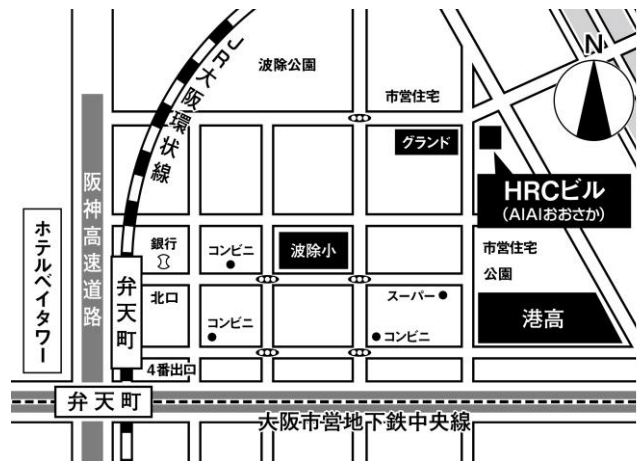 N
波除公園
市営住宅
JR大阪環状線
グランド
HRCビル
(AIAIおおさか)
阪神高速道路
銀行
コンビニ
波除小
市営住宅
公園
ホテルベイタワー
弁天町
北口
スーパー
コンビニ
コンビニ
港高
4番出口
弁天町
大阪市営地下鉄中央線